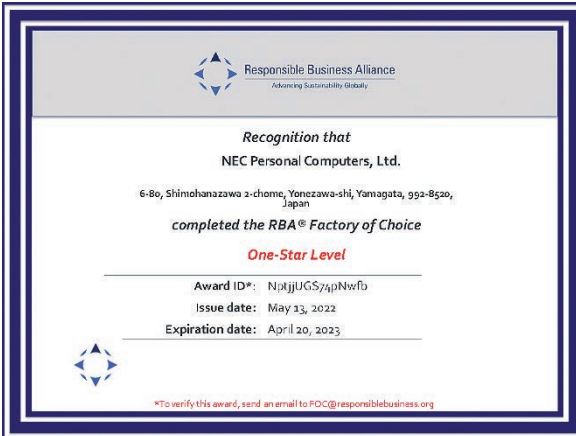 Responsible Business Alliance
Advancing Sustainability Globally
Recognition that
NEC Personal Computers, Ltd.
6-80, Shimohanazawa 2-chome, Yonezawa-shi, Yamagata, 992-8520,
Japan
completed the RBA® Factory of Choice
One-Star Level
Award ID*: NptjjUGS74pNwfb
Issue date: May 13, 2022
Expiration date: April 20, 2023
*To verify this award, send an email to FOC@responsiblebusiness.org